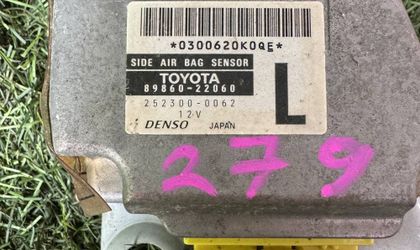 *0300620K0QE*
SIDE AIR BAG SENSOR
TOYOTA
89860-22060
252300-0062
12V
L
DENSO JAPAN
279